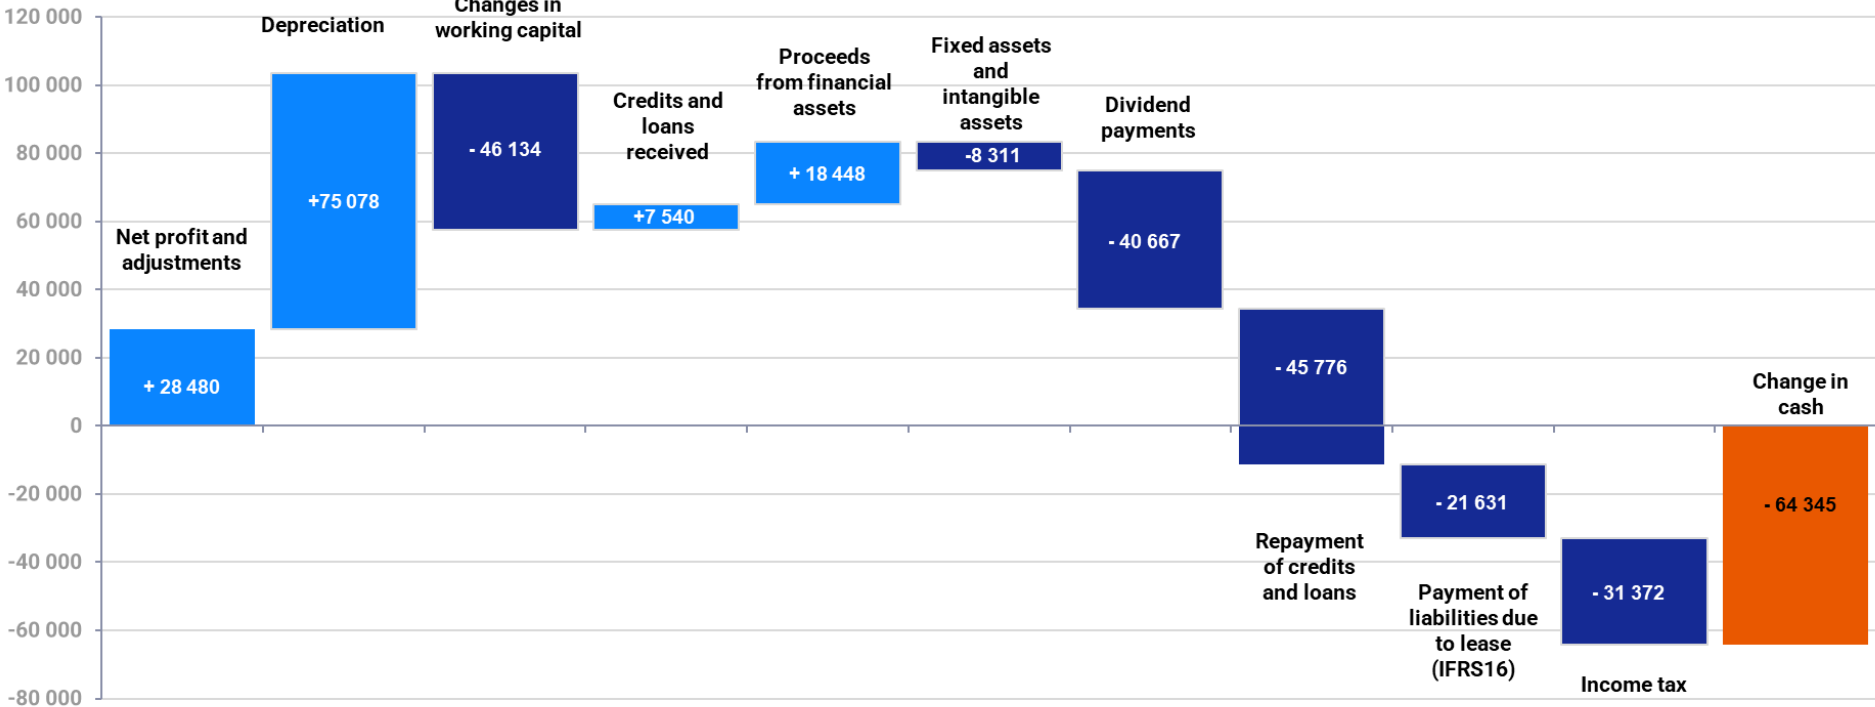 120 000
100 000
80 000
60 000
40 000
20 000
0
-20 000
-40 000
-60 000
-80 000
Net profit and
adjustments
+ 28 480
Depreciation
+75 078
Changes in
working capital
- 46 134
Credits and
loans
received
+7 540
Proceeds
from financial
assets
+ 18 448
Fixed assets
and
intangible
assets
-8 311
Dividend
payments
- 40 667
- 45 776
Repayment
of credits
and loans
- 21 631
Payment of
liabilities due
to lease
(IFRS16)
- 31 372
Income tax
Change in
cash
- 64 345